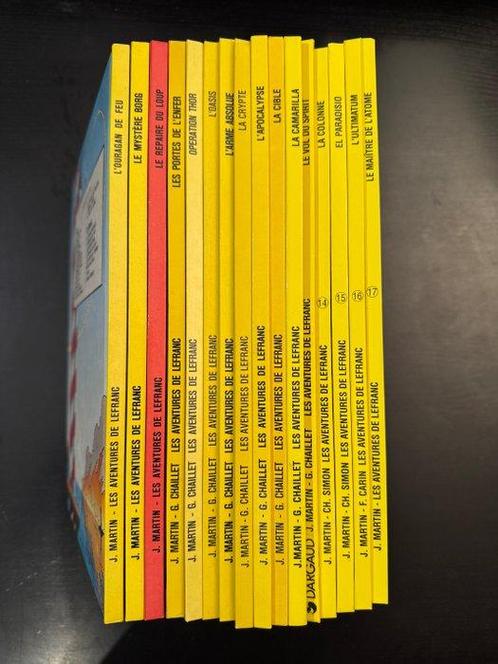 J. MARTIN - LES AVENTURES DE LEFRANC L'OURAGAN DE FEU
J. MARTIN - LES AVENTURES DE LEFRANC LE MYSTÈRE BORG
J. MARTIN - LES AVENTURES DE LEFRANC LE REPAIRE DU LOUP
J. MARTIN - G. CHAILLET LES AVENTURES DE LEFRANC LES PORTES DE L'ENFER
J. MARTIN - G. CHAILLET LES AVENTURES DE LEFRANC OPERATION THOR
J. MARTIN - G. CHAILLET LES AVENTURES DE LEFRANC L'OASIS
J. MARTIN - G. CHAILLET LES AVENTURES DE LEFRANC L'ARME ABSOLUE
J. MARTIN - G. CHAILLET LES AVENTURES DE LEFRANC LA CRYPTE
J. MARTIN - G. CHAILLET LES AVENTURES DE LEFRANC L'APOCALYPSE
J. MARTIN - G. CHAILLET LES AVENTURES DE LEFRANC LA CIBLE
J. MARTIN - G. CHAILLET LES AVENTURES DE LEFRANC LA CAMARILLA
DARGAUD J. MARTIN - G. CHAILLET LES AVENTURES DE LEFRANC LE VOL DU SPIRIT
J. MARTIN - CH. SIMON LES AVENTURES DE LEFRANC 14 LA COLONNE
J. MARTIN - CH. SIMON LES AVENTURES DE LEFRANC 15 EL PARADISIO
J. MARTIN - F. CARIN LES AVENTURES DE LEFRANC 16 L'ULTIMATUM
J. MARTIN - LES AVENTURES DE LEFRANC 17 LE MAÎTRE DE L'ATOME